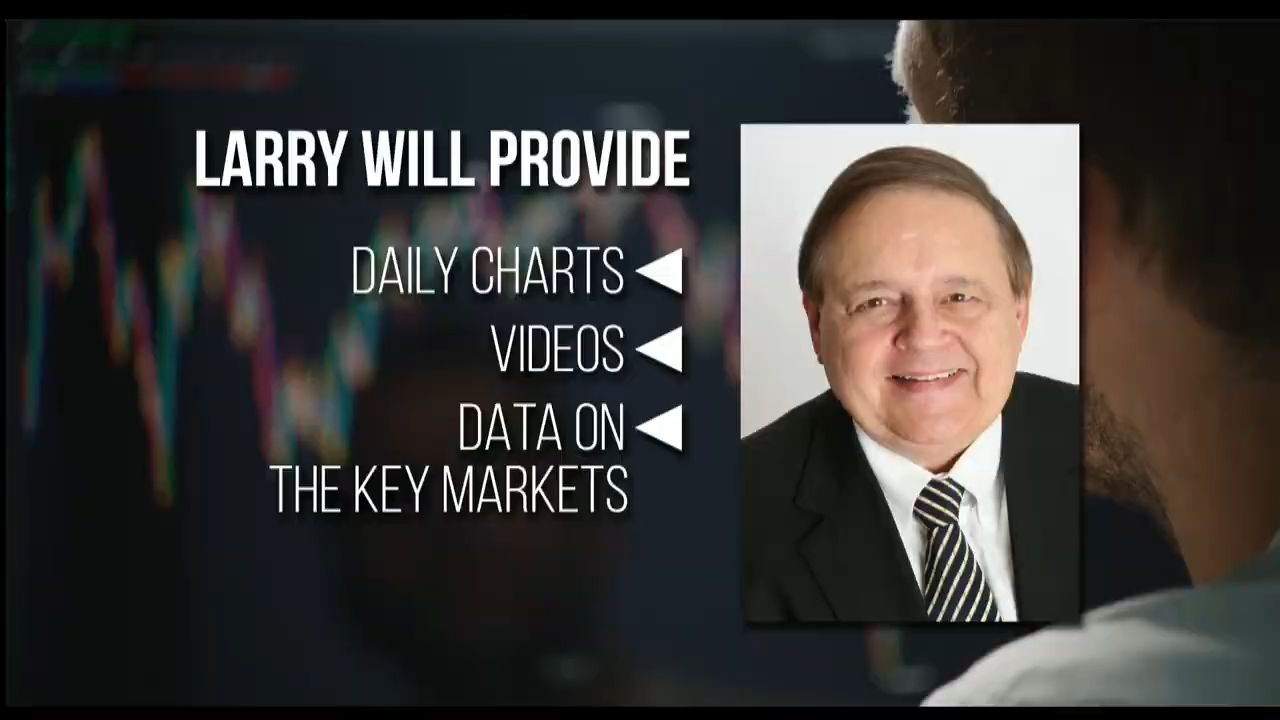 LARRY WILL PROVIDE
DAILY CHARTS
VIDEOS
DATA ON
THE KEY MARKETS